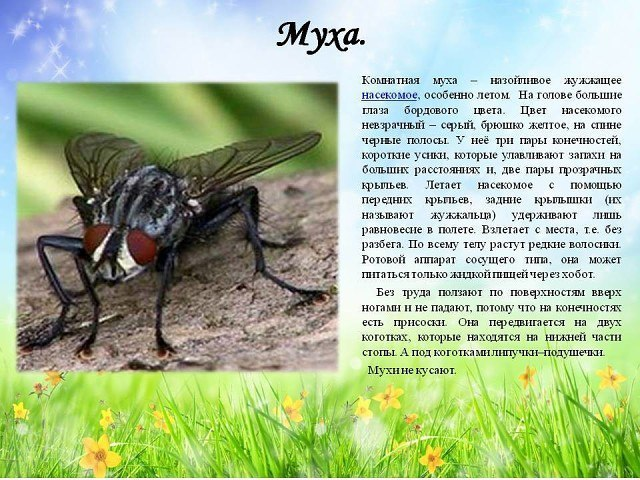 Муха.
Комнатная муха – назойливое жужжащее
насекомое, особенно летом. На голове большие
глаза бордового цвета. Цвет насекомого
невзрачный – серый, брюшко желтое, на спине
черные полосы. У неё три пары конечностей,
короткие усики, которые улавливают запахи на
больших расстояниях и, две пары прозрачных
крыльев. Летает насекомое с помощью
передних крыльев, задние крылышки (их
называют жужжальца) удерживают лишь
равновесие в полете. Взлетает с места, т.е. без
разбега. По всему телу растут редкие волосики.
Ротовой аппарат сосущего типа, она может
питаться только жидкой пищей через хобот.
Без труда ползают по поверхностям вверх
ногами и не падают, потому что на конечностях
есть присоски. Она передвигается на двух
коготках, которые находятся на нижней части
стопы. А под коготками липучки–подушечки.
Мухи не кусают.